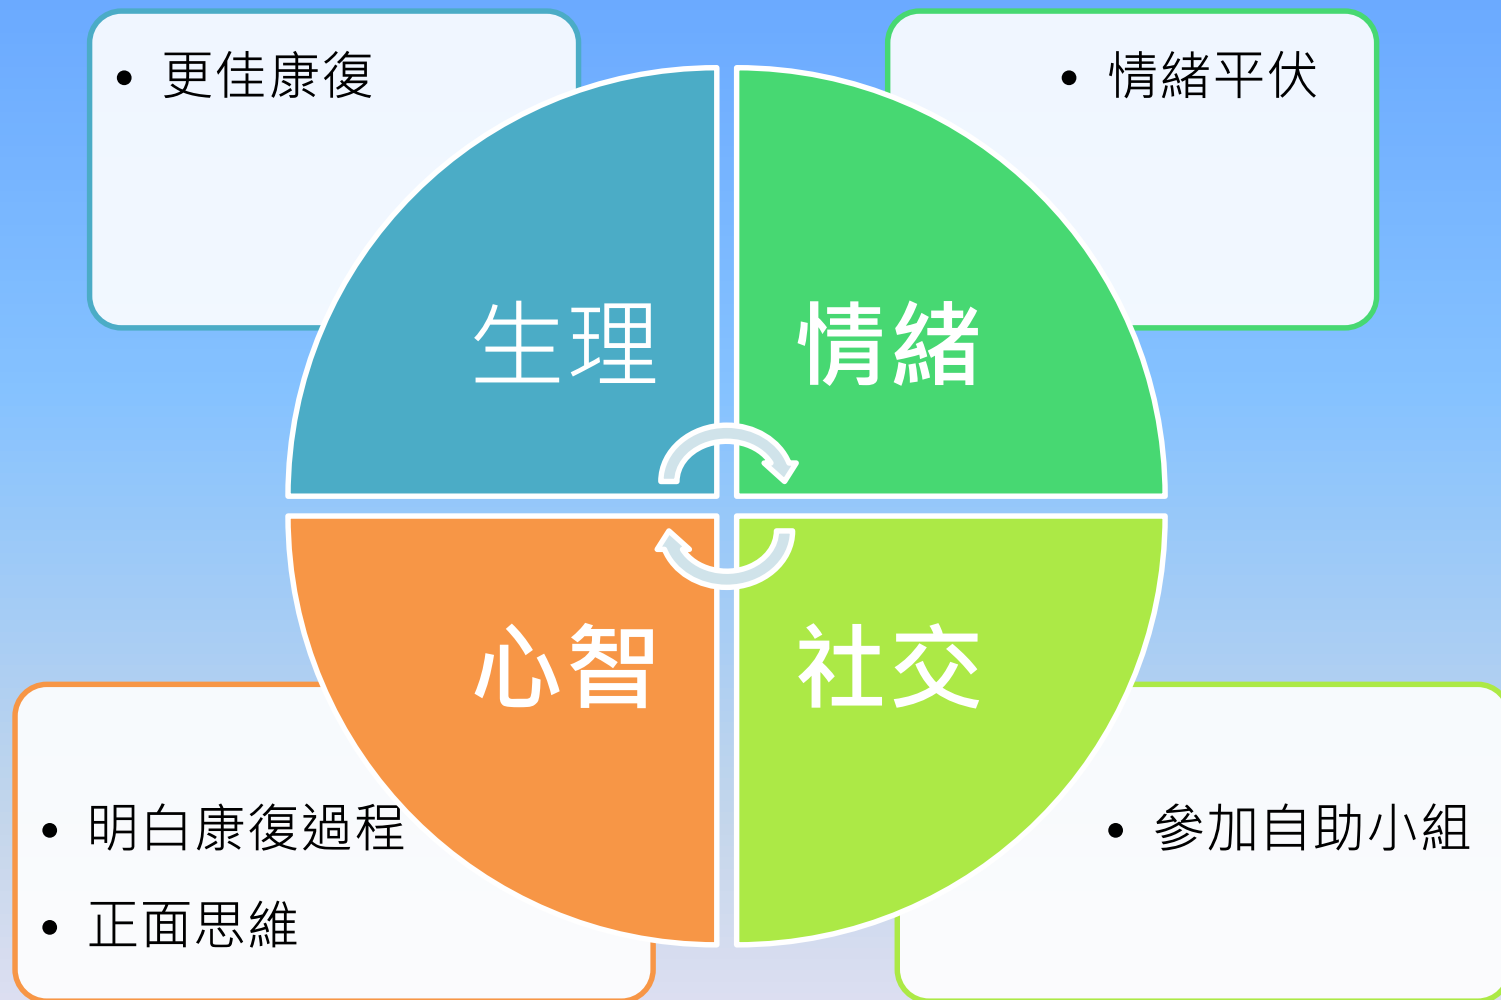 • 更佳康復
• 情緒平伏
生理
情緒
心智
社交
• 明白康復過程
• 正面思維
• 參加自助小組